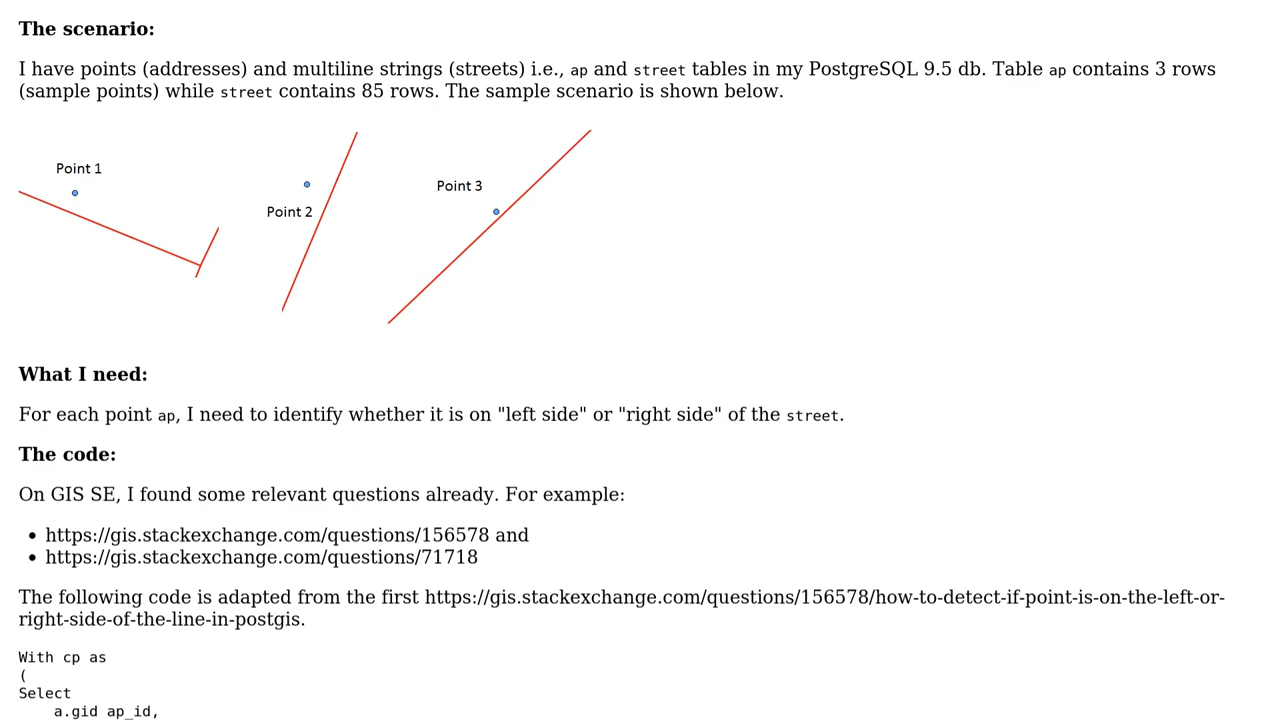 The scenario:
I have points (addresses) and multiline strings (streets) i.e., ap and street tables in my PostgreSQL 9.5 db. Table ap contains 3 rows
(sample points) while street contains 85 rows. The sample scenario is shown below.
Point 1
Point 2
Point 3
What I need:
For each point ap, I need to identify whether it is on "left side" or "right side" of the street.
The code:
On GIS SE, I found some relevant questions already. For example:
• https://gis.stackexchange.com/questions/156578 and
• https://gis.stackexchange.com/questions/71718
The following code is adapted from the first https://gis.stackexchange.com/questions/156578/how-to-detect-if-point-is-on-the-left-or-
right-side-of-the-line-in-postgis.
With cp as
(
Select
    a.gid ap_id,